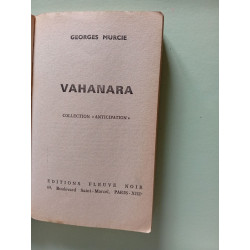 GEORGES MURCIE
VAHANARA
COLLECTION « ANTICIPATION »
EDITIONS FLEUVE NOIR
69, Boulevard Saint-Marcel, PARIS-XIIIᵉ